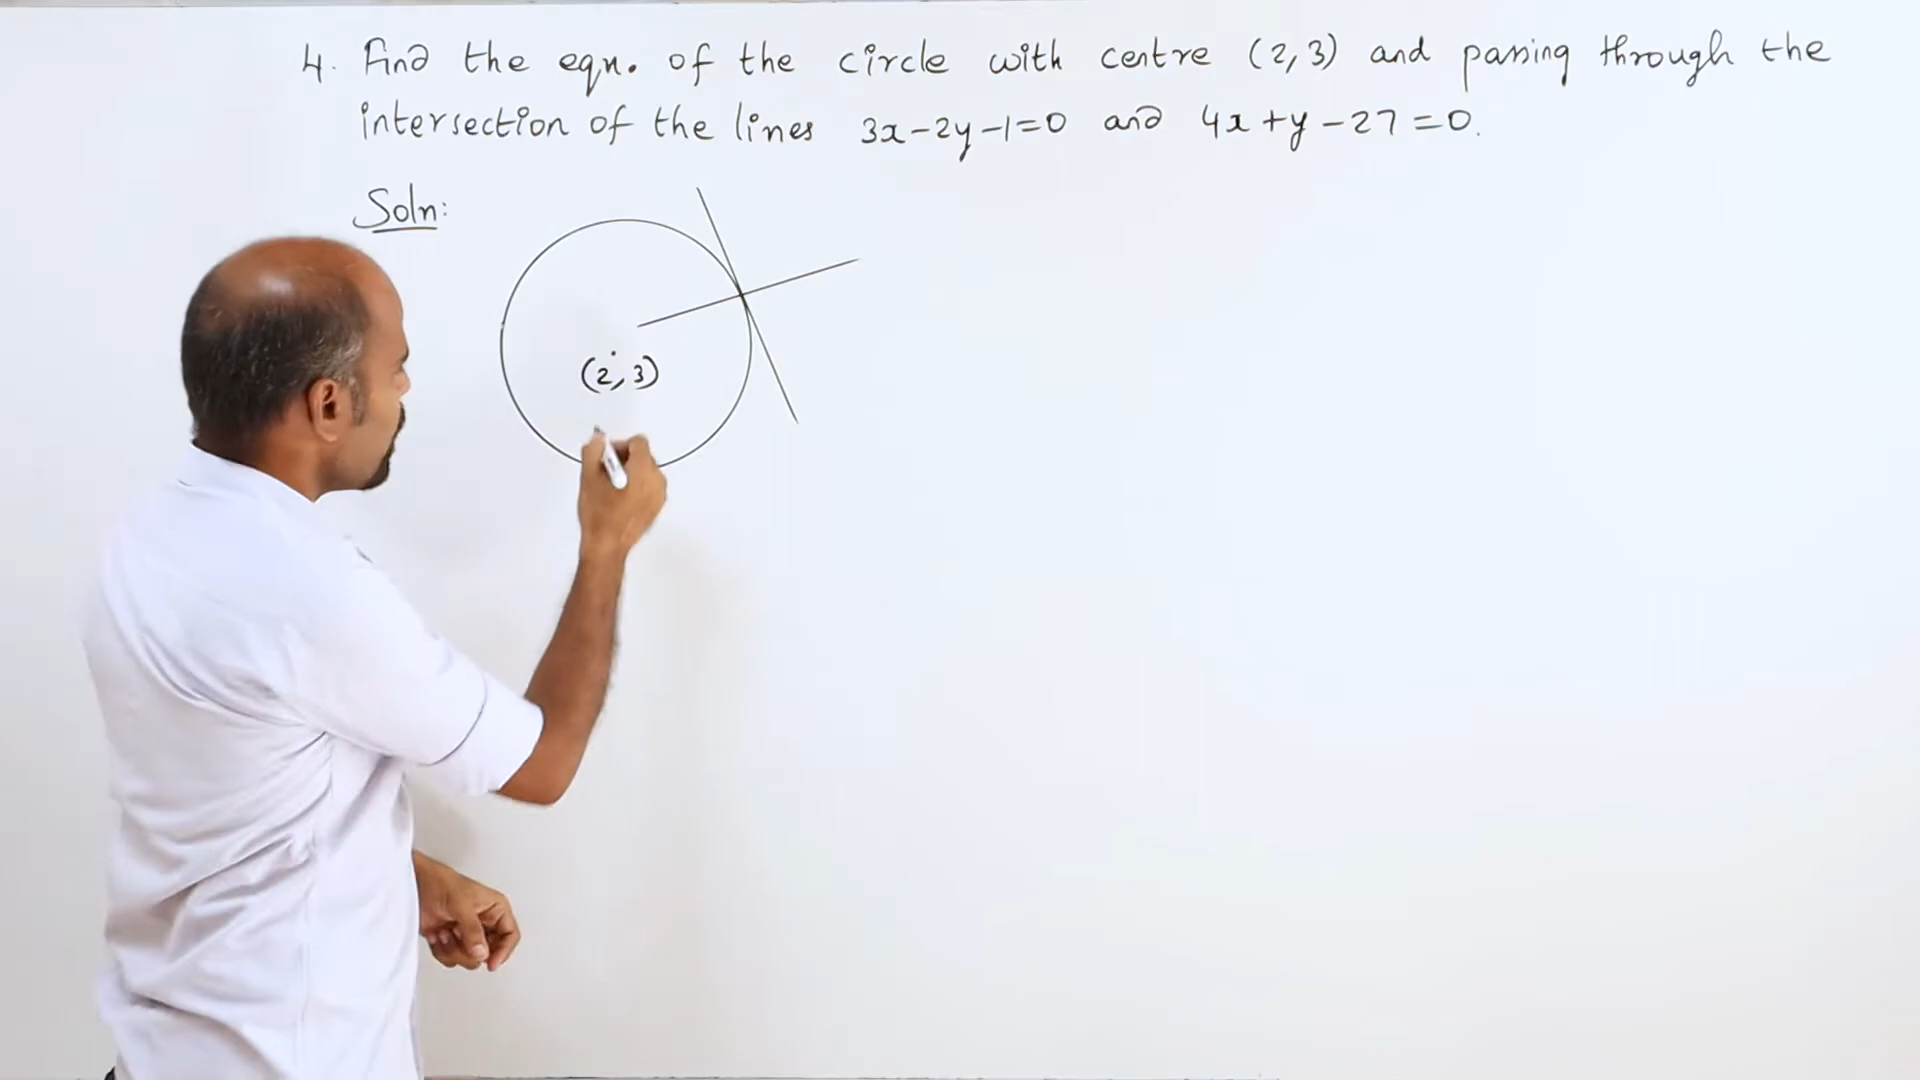 4. Find the eqn. of the circle with centre (2,3) and passing through the
intersection of the lines 3x-2y-1=0 and 4x+y-27=0.
Soln:
(2,3)